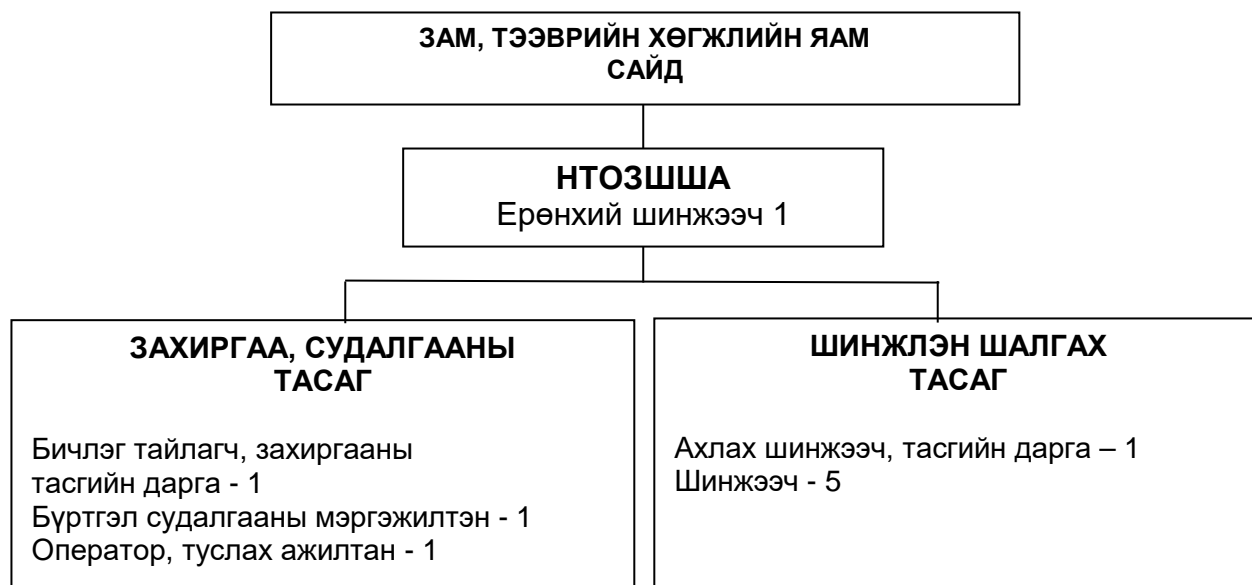 ЗАМ, ТЭЭВРИЙН ХӨГЖЛИЙН ЯАМ
САЙД
НТОЗШША
Ерөнхий шинжээч 1
ЗАХИРГАА, СУДАЛГААНЫ
ТАСАГ
Бичлэг тайлагч, захиргааны
тасгийн дарга - 1
Бүртгэл судалгааны мэргэжилтэн - 1
Оператор, туслах ажилтан - 1
ШИНЖЛЭН ШАЛГАХ
ТАСАГ
Ахлах шинжээч, тасгийн дарга – 1
Шинжээч - 5